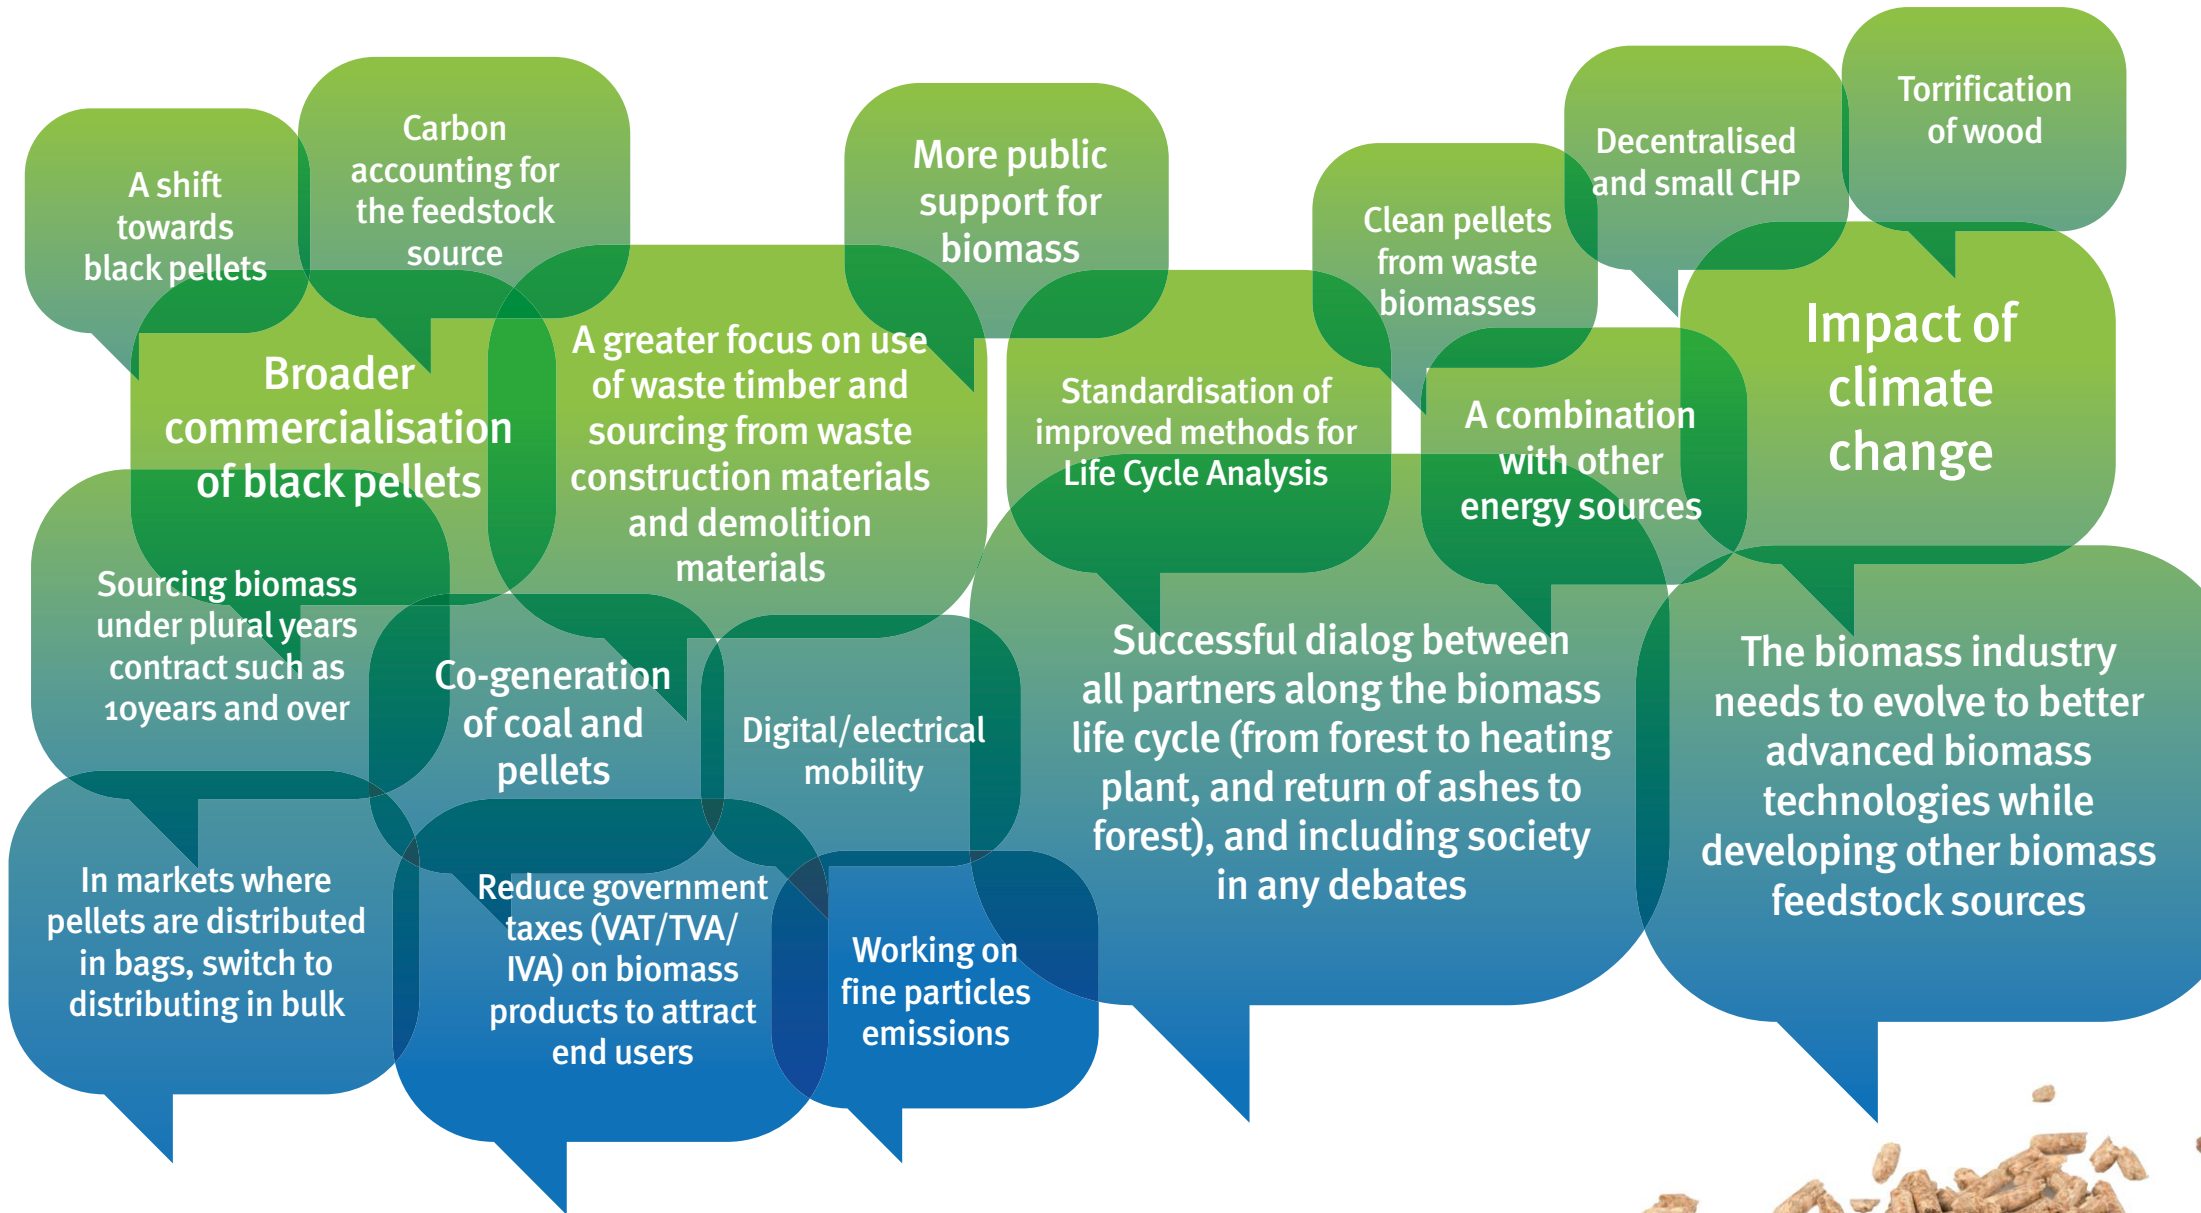 A shift
towards
black pellets
Carbon
accounting for
the feedstock
source
More public
support for
biomass
Clean pellets
from waste
biomasses
Decentralised
and small CHP
Torrification
of wood
Broader
commercialisation
of black pellets
A greater focus on use
of waste timber and
sourcing from waste
construction materials
and demolition
materials
Standardisation of
improved methods for
Life Cycle Analysis
A combination
with other
energy sources
Impact of
climate
change
Sourcing biomass
under plural years
contract such as
10years and over
Co-generation
of coal and
pellets
Digital/electrical
mobility
Successful dialog between
all partners along the biomass
life cycle (from forest to heating
plant, and return of ashes to
forest), and including society
in any debates
The biomass industry
needs to evolve to better
advanced biomass
technologies while
developing other biomass
feedstock sources
In markets where
pellets are distributed
in bags, switch to
distributing in bulk
Reduce government
taxes (VAT/TVA/
IVA) on biomass
products to attract
end users
Working on
fine particles
emissions